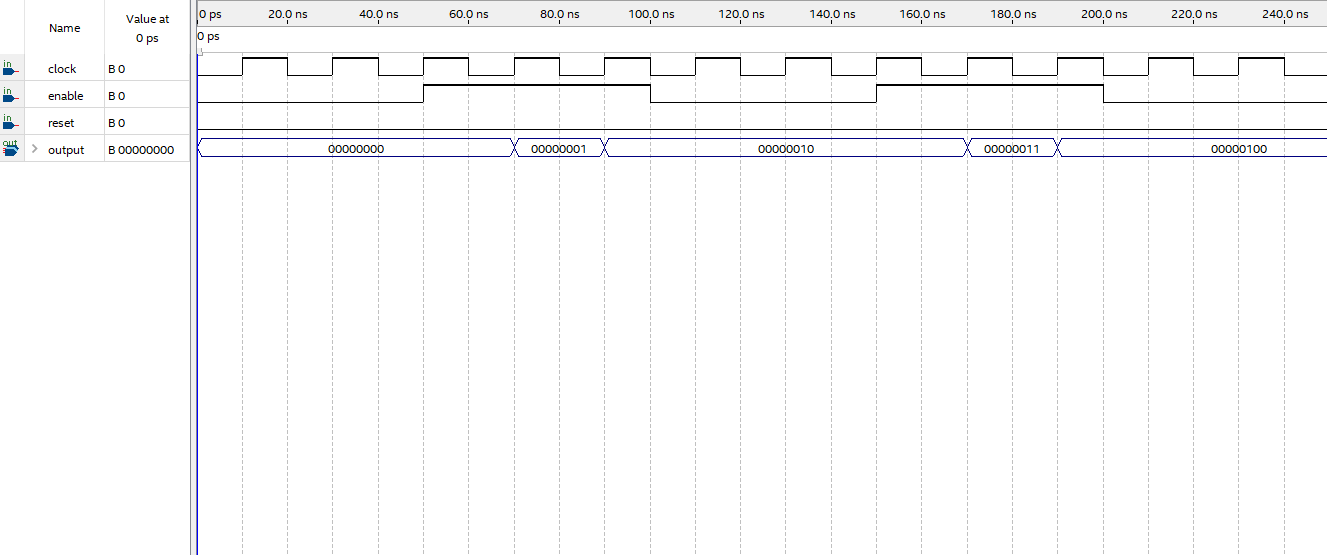 Name Value at 0 ps
0 ps 20.0 ns 40.0 ns 60.0 ns 80.0 ns 100.0 ns 120.0 ns 140.0 ns 160.0 ns 180.0 ns 200.0 ns 220.0 ns 240.0 ns
0 ps
in clock B 0
in enable B 0
in reset B 0
out output B 00000000 00000000 00000001 00000010 00000011 00000100